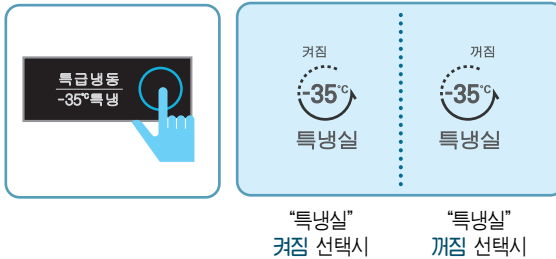 특급냉동
-35℃특냉
켜짐
-35℃
특냉실
꺼짐
-35℃
특냉실
“특냉실”
켜짐 선택시
“특냉실”
꺼짐 선택시